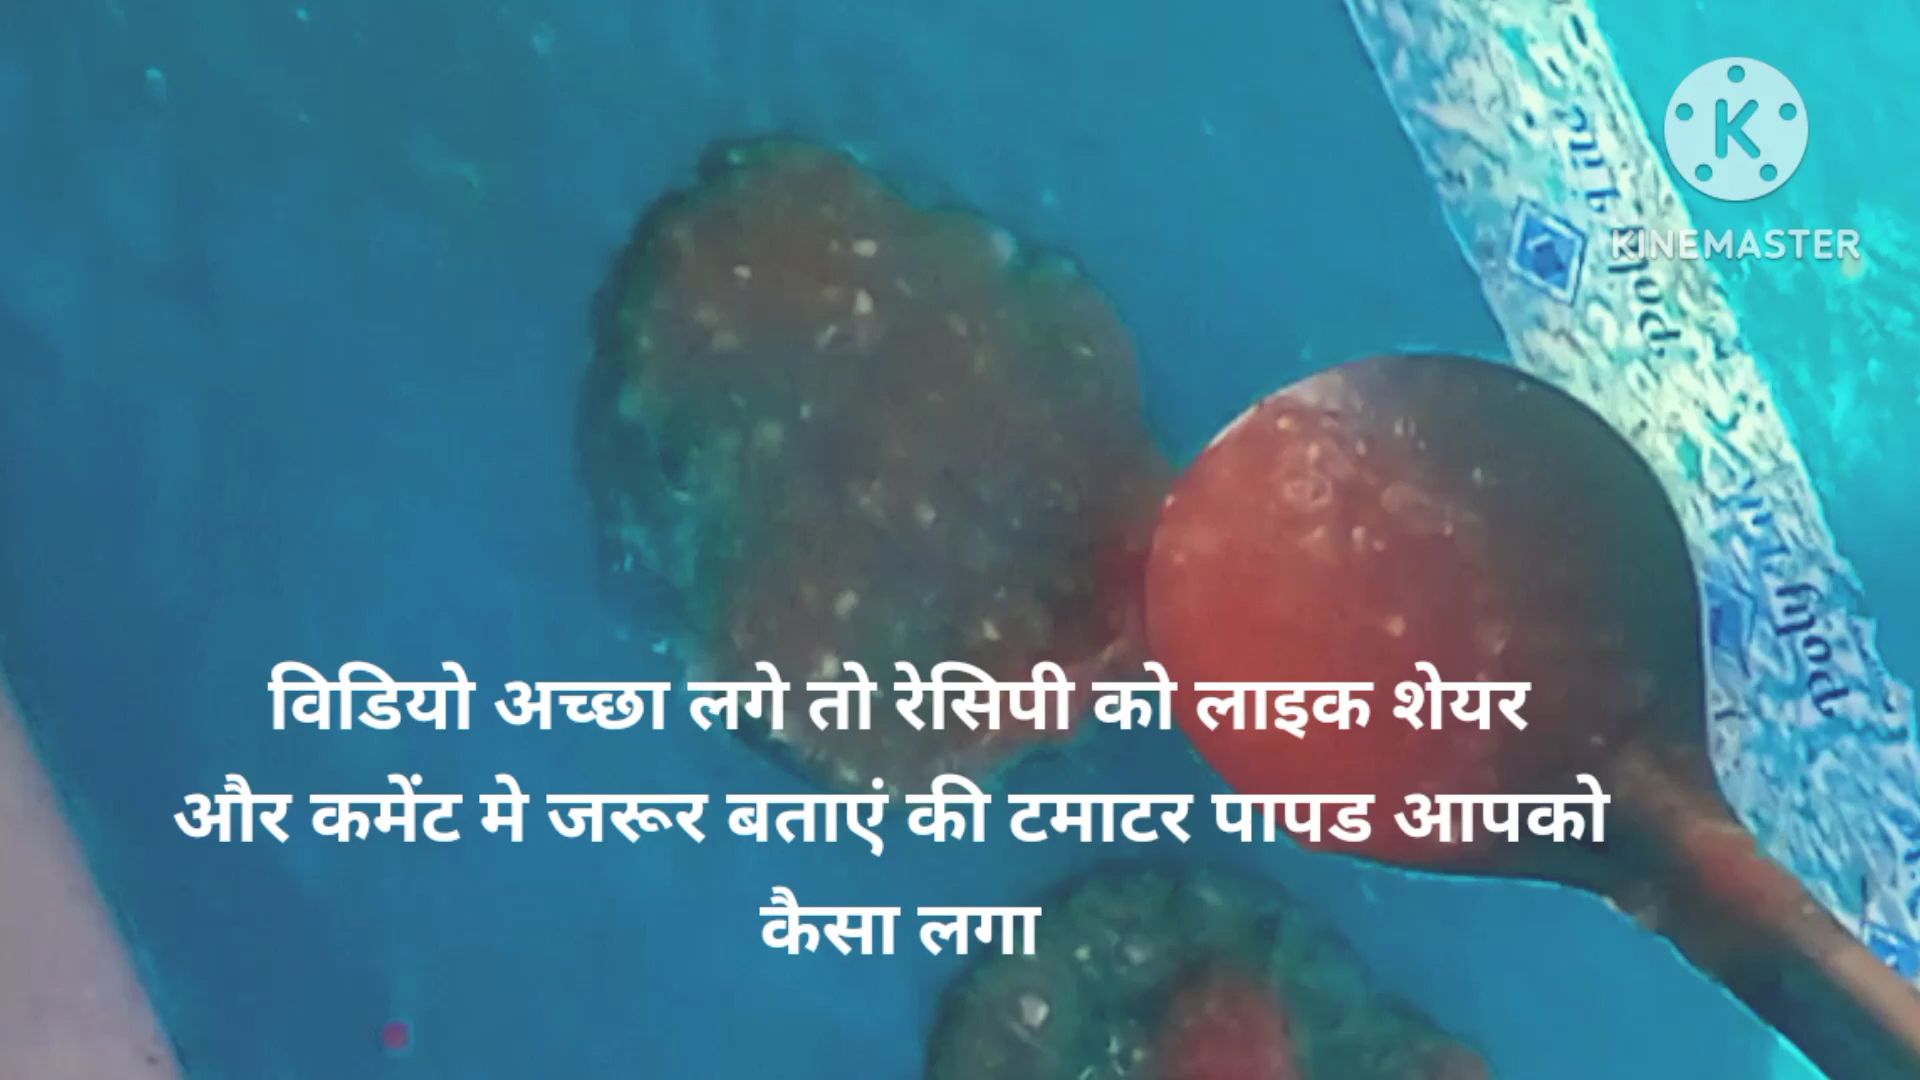 KINEMASTER
विडियो अच्छा लगे तो रेसिपी को लाइक शेयर
और कमेंट मे जरूर बताएं की टमाटर पापड आपको
कैसा लगा